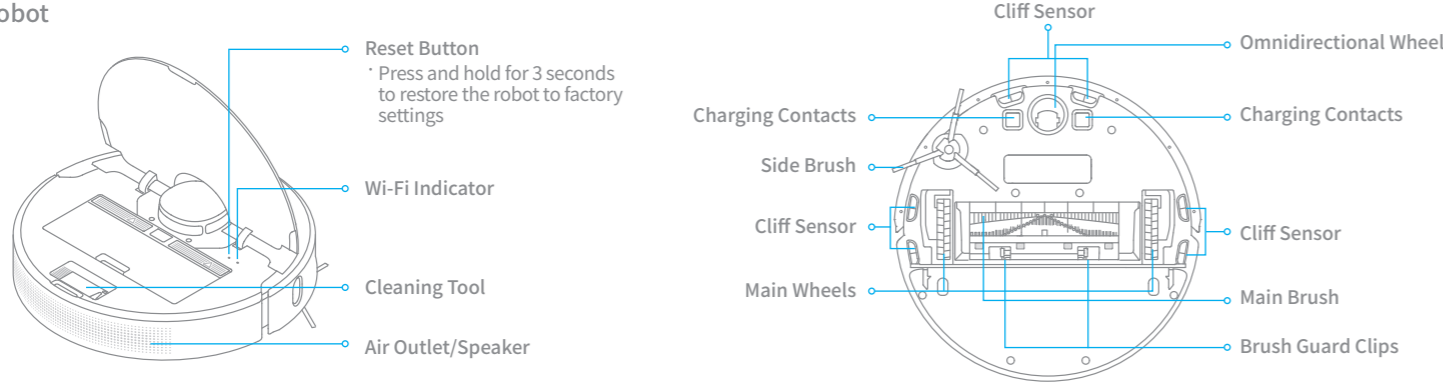 obot
Reset Button
· Press and hold for 3 seconds
to restore the robot to factory
settings
Wi-Fi Indicator
Cleaning Tool
Air Outlet/Speaker
Cliff Sensor
Omnidirectional Wheel
Charging Contacts
Charging Contacts
Side Brush
Cliff Sensor
Cliff Sensor
Main Wheels
Main Brush
Brush Guard Clips